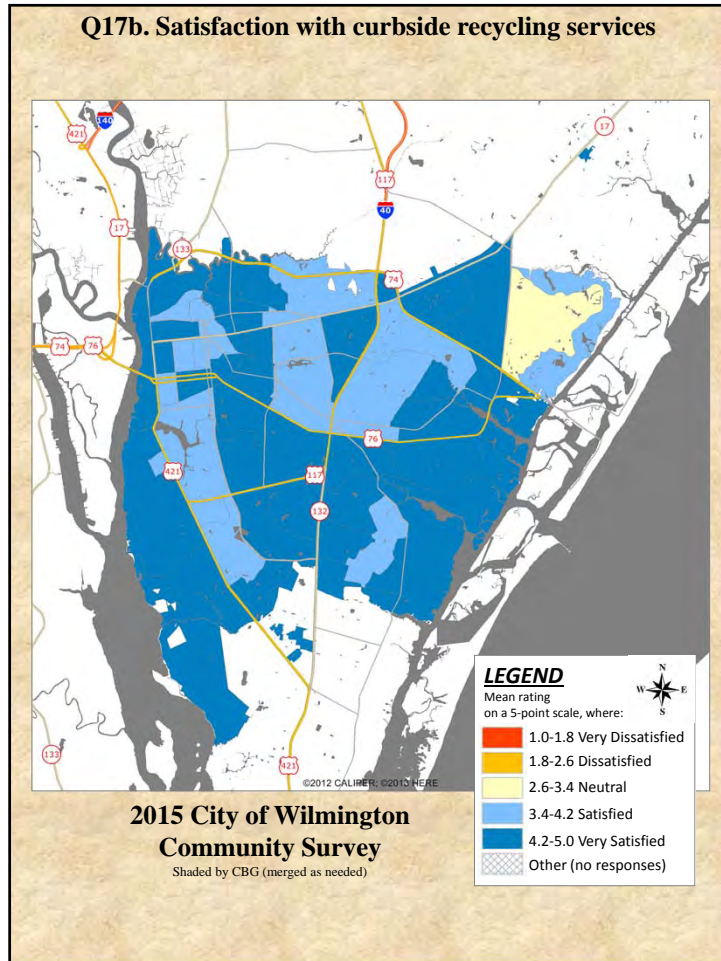 Q17b. Satisfaction with curbside recycling services
140
421
17
117
17
40
133
74
74
76
76
421
117
132
133
421
©2012 CALIPER; ©2013 HERE
LEGEND
Mean rating
on a 5-point scale, where:
N
W E
S
1.0-1.8 Very Dissatisfied
1.8-2.6 Dissatisfied
2.6-3.4 Neutral
3.4-4.2 Satisfied
4.2-5.0 Very Satisfied
Other (no responses)
2015 City of Wilmington
Community Survey
Shaded by CBG (merged as needed)